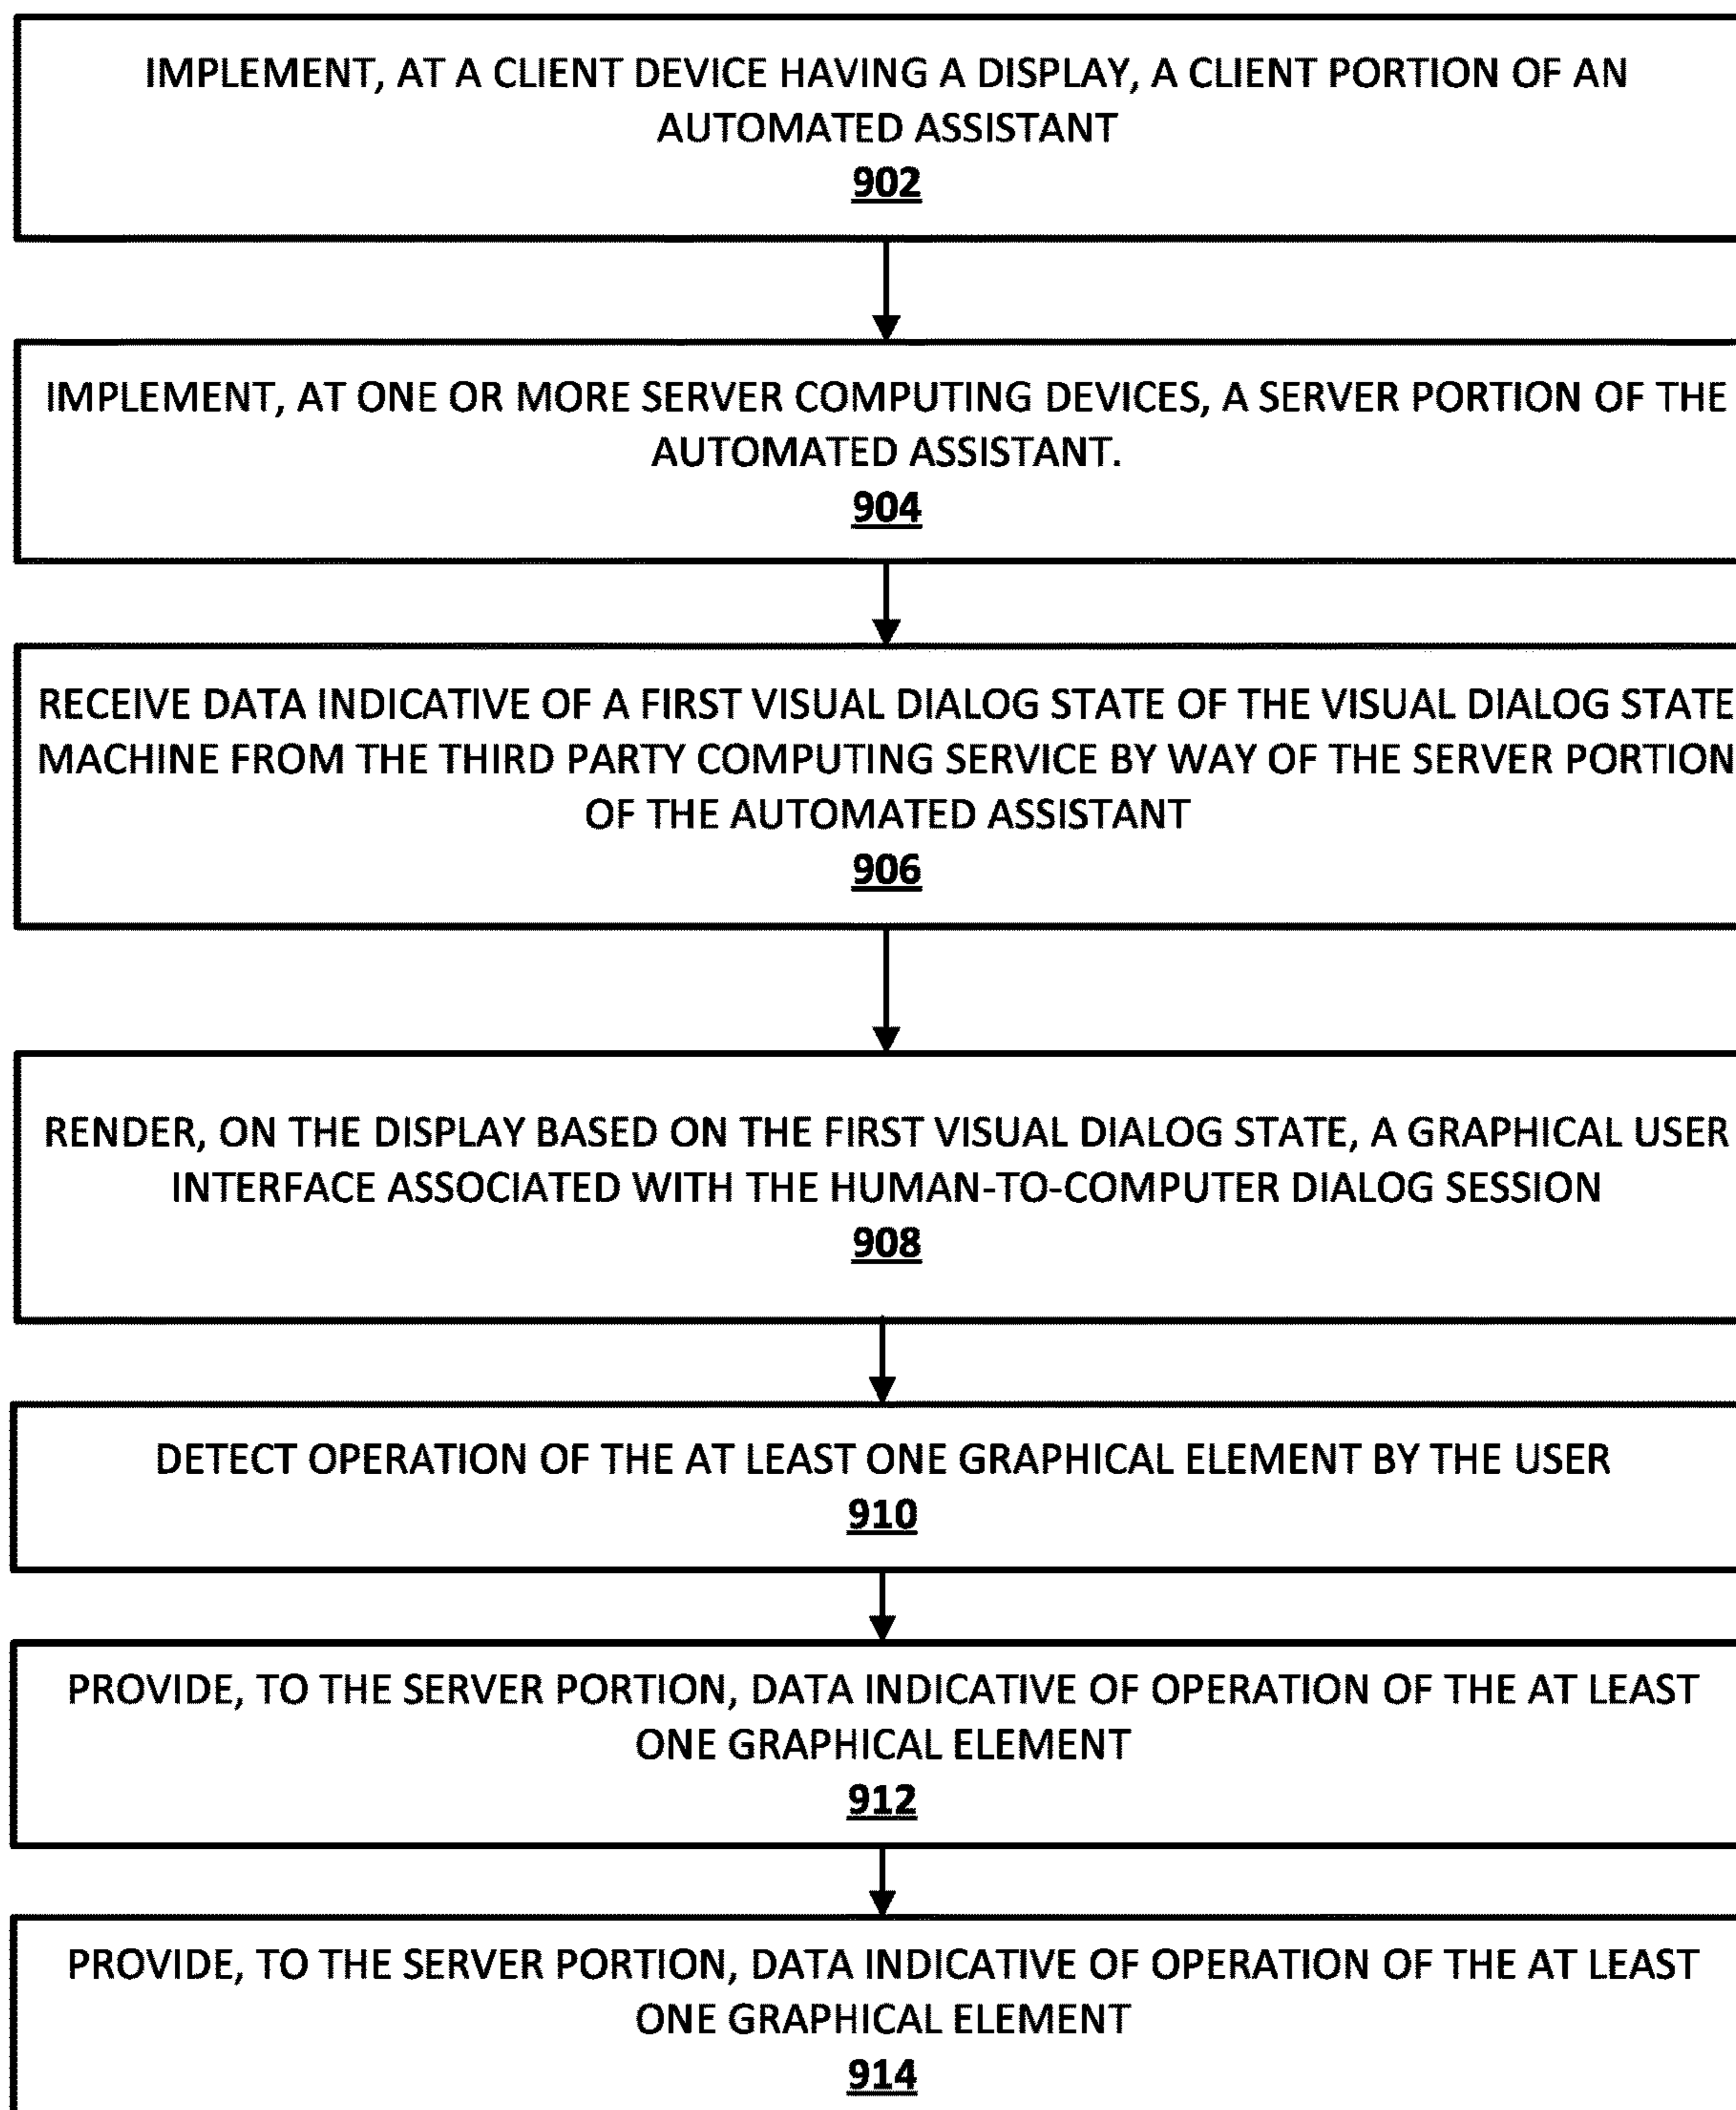 IMPLEMENT, AT A CLIENT DEVICE HAVING A DISPLAY, A CLIENT PORTION OF AN
AUTOMATED ASSISTANT
902
IMPLEMENT, AT ONE OR MORE SERVER COMPUTING DEVICES, A SERVER PORTION OF THE
AUTOMATED ASSISTANT.
904
RECEIVE DATA INDICATIVE OF A FIRST VISUAL DIALOG STATE OF THE VISUAL DIALOG STATE
MACHINE FROM THE THIRD PARTY COMPUTING SERVICE BY WAY OF THE SERVER PORTION
OF THE AUTOMATED ASSISTANT
906
RENDER, ON THE DISPLAY BASED ON THE FIRST VISUAL DIALOG STATE, A GRAPHICAL USER
INTERFACE ASSOCIATED WITH THE HUMAN-TO-COMPUTER DIALOG SESSION
908
DETECT OPERATION OF THE AT LEAST ONE GRAPHICAL ELEMENT BY THE USER
910
PROVIDE, TO THE SERVER PORTION, DATA INDICATIVE OF OPERATION OF THE AT LEAST
ONE GRAPHICAL ELEMENT
912
PROVIDE, TO THE SERVER PORTION, DATA INDICATIVE OF OPERATION OF THE AT LEAST
ONE GRAPHICAL ELEMENT
914